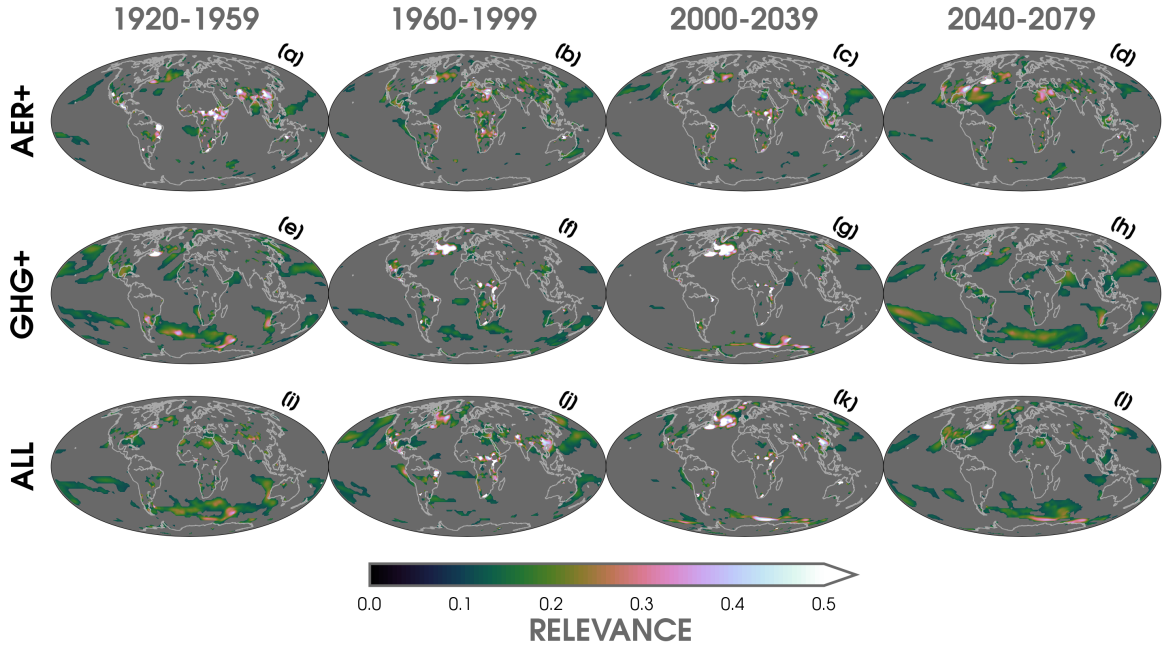 1920-1959 1960-1999 2000-2039 2040-2079
AER+ (a) (b) (c) (d)
GHG+ (e) (f) (g) (h)
ALL (i) (j) (k) (l)
0.0 0.1 0.2 0.3 0.4 0.5
RELEVANCE